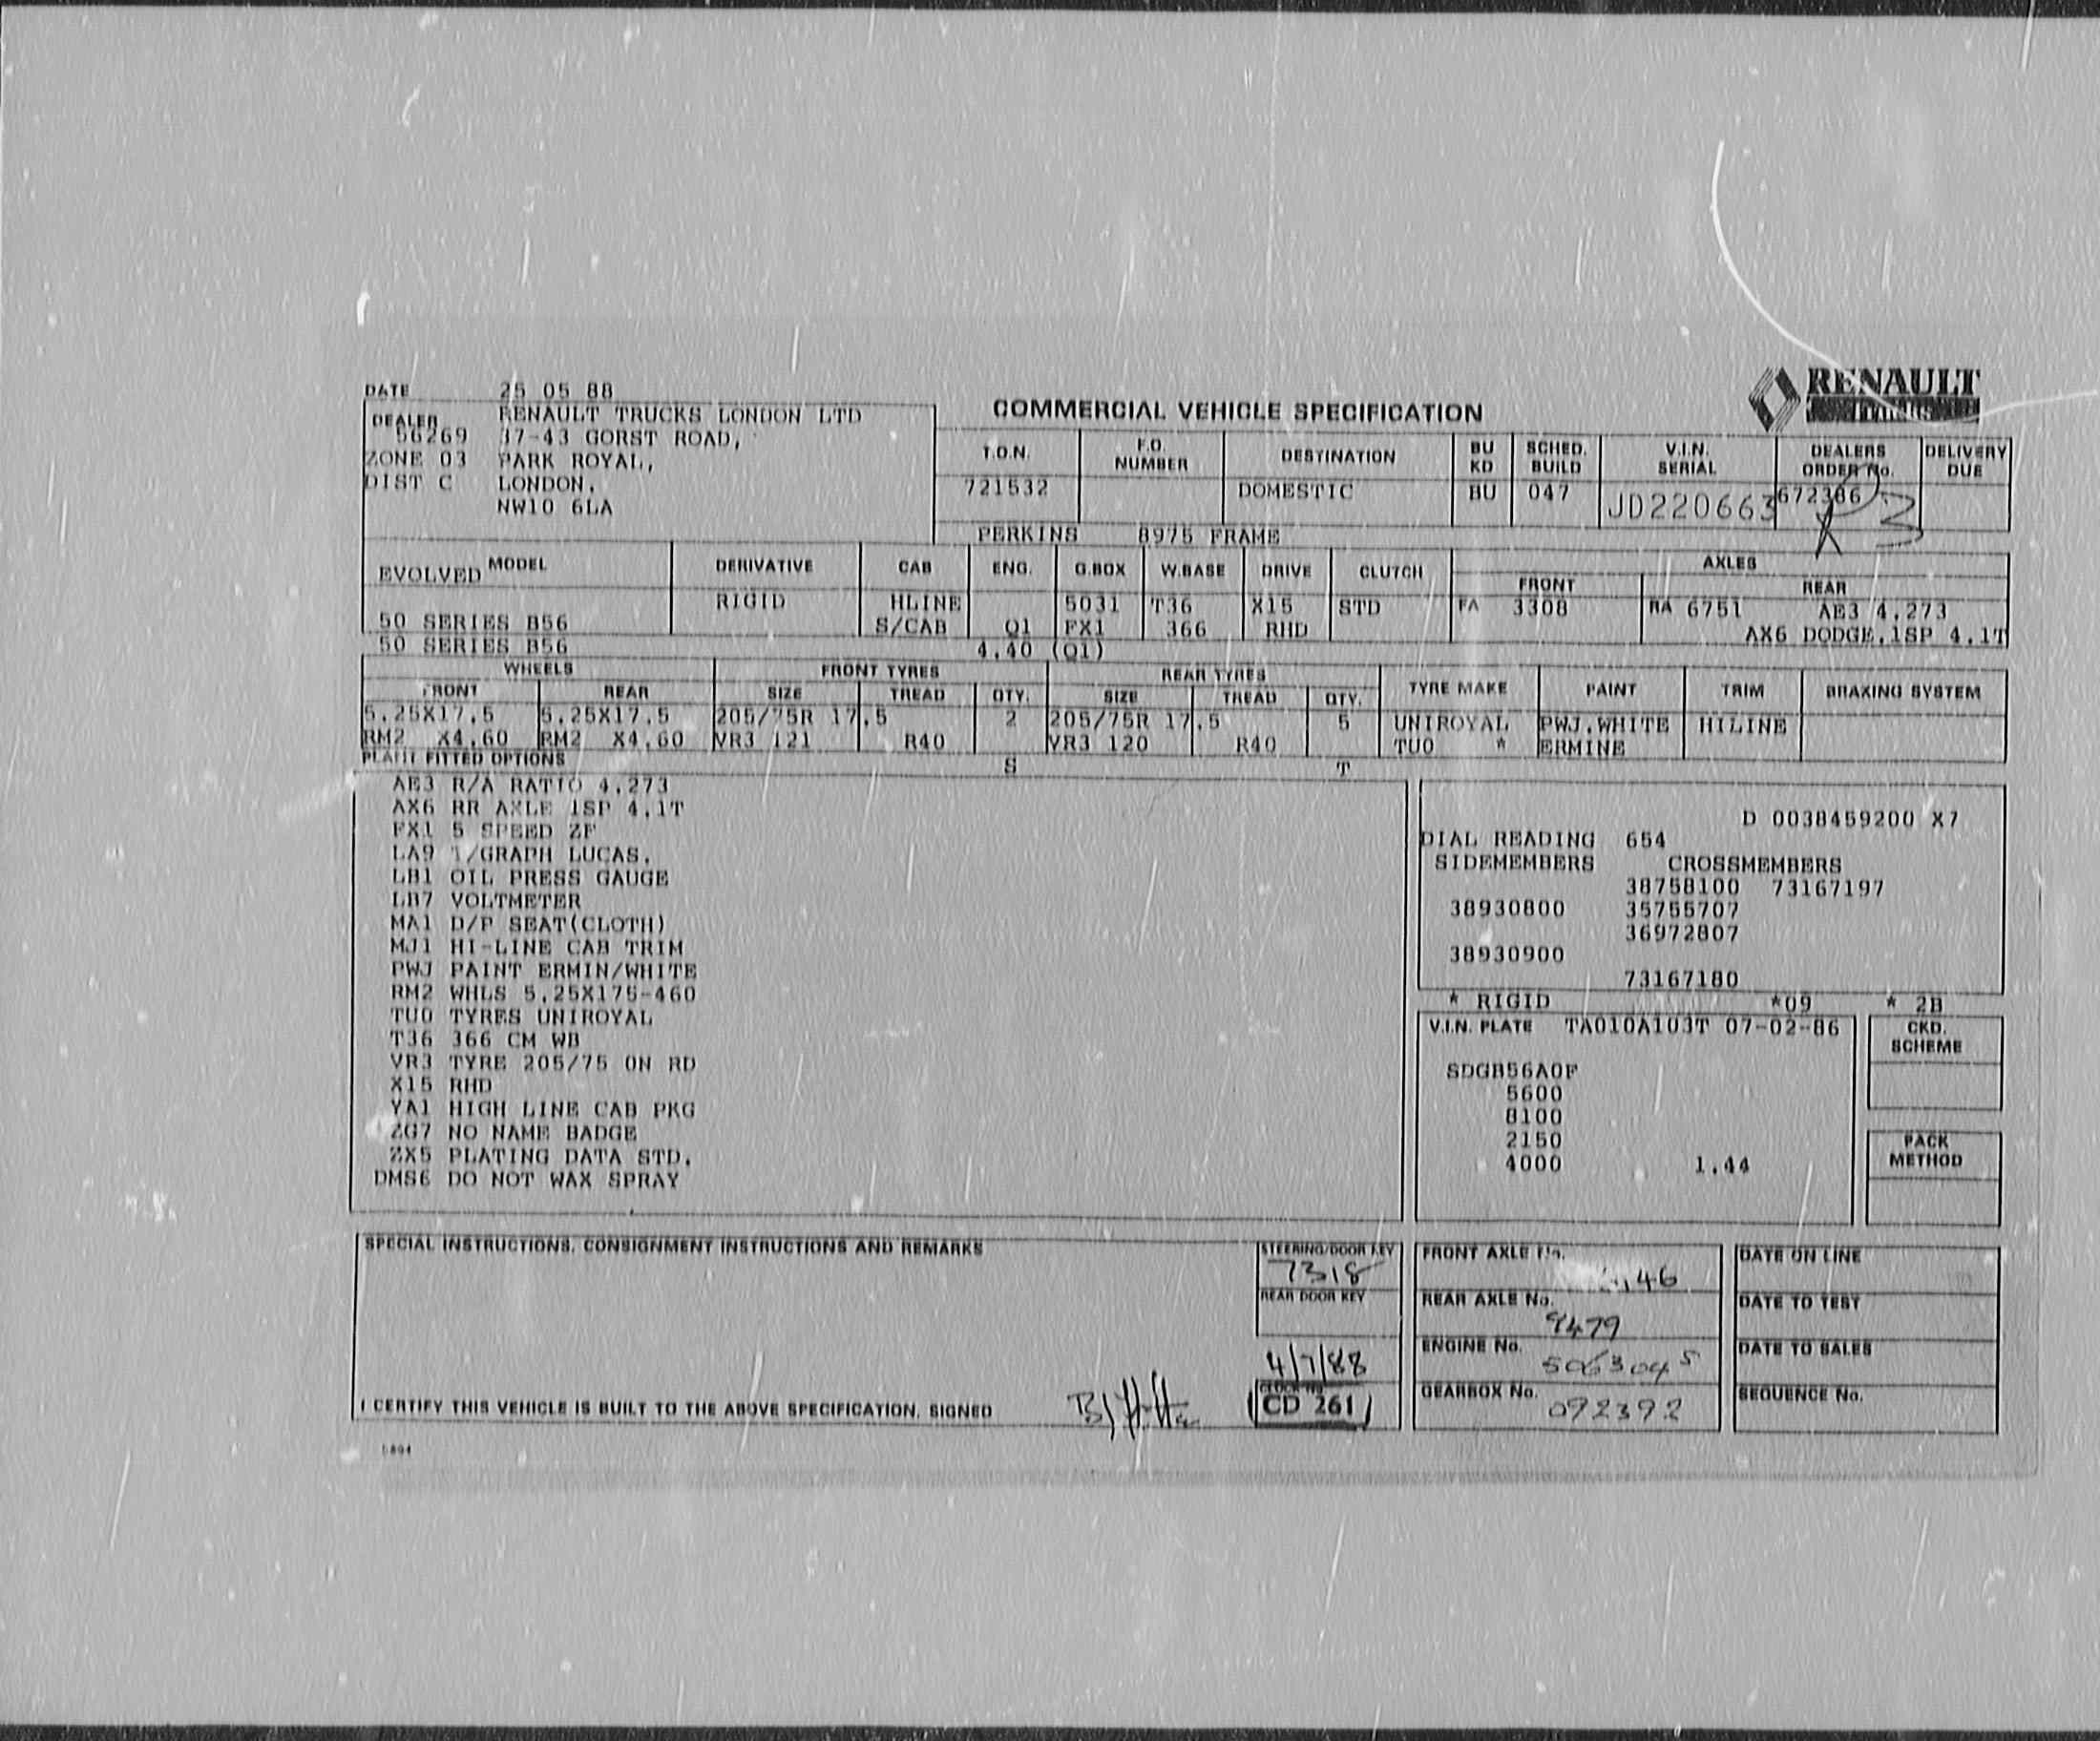 DATE 25 05 88
DEALER RENAULT TRUCKS LONDON LTD
56269 37-43 GORST ROAD,
ZONE 03 PARK ROYAL,
DIST C LONDON.
NW10 6LA
COMMERCIAL VEHICLE SPECIFICATION
RENAULT
T.O.N. F.O. NUMBER DESTINATION BU KD SCHED. BUILD V.I.N. SERIAL DEALERS ORDER No. DELIVERY DUE
721532 DOMESTIC BU 047 JD220663 672386
PERKINS 8975 FRAME
EVOLVED MODEL DERIVATIVE CAB ENG. G.BOX W.BASE DRIVE CLUTCH AXLES
FRONT REAR
RIGID HLINE 5031 T36 X15 STD FA 3308 RA 6751 AE3 4.273
50 SERIES B56 S/CAB Q1 FX1 366 RHD AX6 DODGE.1SP 4.1T
50 SERIES B56 4.40 (Q1)
WHEELS FRONT TYRES REAR TYRES TYRE MAKE PAINT TRIM BRAKING SYSTEM
FRONT REAR SIZE TREAD QTY. SIZE TREAD QTY.
5.25X17.5 5.25X17.5 205/75R 17.5 2 205/75R 17.5 5 UNIROYAL PWJ.WHITE HILINE
RM2 X4.60 RM2 X4.60 VR3 121 R40 VR3 120 R40 TU0 * ERMINE
PLANT FITTED OPTIONS S T
AE3 R/A RATIO 4.273
AX6 RR AXLE 1SP 4.1T
FX1 5 SPEED ZF
LA9 T/GRAPH LUCAS.
LB1 OIL PRESS GAUGE
LB7 VOLTMETER
MA1 D/P SEAT(CLOTH)
MJ1 HI-LINE CAB TRIM
PWJ PAINT ERMIN/WHITE
RM2 WHLS 5.25X175-460
TU0 TYRES UNIROYAL
T36 366 CM WB
VR3 TYRE 205/75 ON RD
X15 RHD
YA1 HIGH LINE CAB PKG
ZG7 NO NAME BADGE
ZX5 PLATING DATA STD.
DMS6 DO NOT WAX SPRAY
D 0038459200 X7
DIAL READING 654
SIDEMEMBERS CROSSMEMBERS
38758100 73167197
38930800 35755707
36972807
38930900
73167180
* RIGID *09 * 2B
V.I.N. PLATE TA010A103T 07-02-86
CKD. SCHEME
SDGB56A0F
5600
8100
2150
4000 1.44
PACK METHOD
SPECIAL INSTRUCTIONS. CONSIGNMENT INSTRUCTIONS AND REMARKS
STEERING/DOOR KEY
7318
REAR DOOR KEY
4/7/88
CLOCK No
CD 261
I CERTIFY THIS VEHICLE IS BUILT TO THE ABOVE SPECIFICATION. SIGNED
FRONT AXLE No.
REAR AXLE No.
9479
ENGINE No.
5063045
GEARBOX No.
092392
DATE ON LINE
DATE TO TEST
DATE TO SALES
SEQUENCE No.